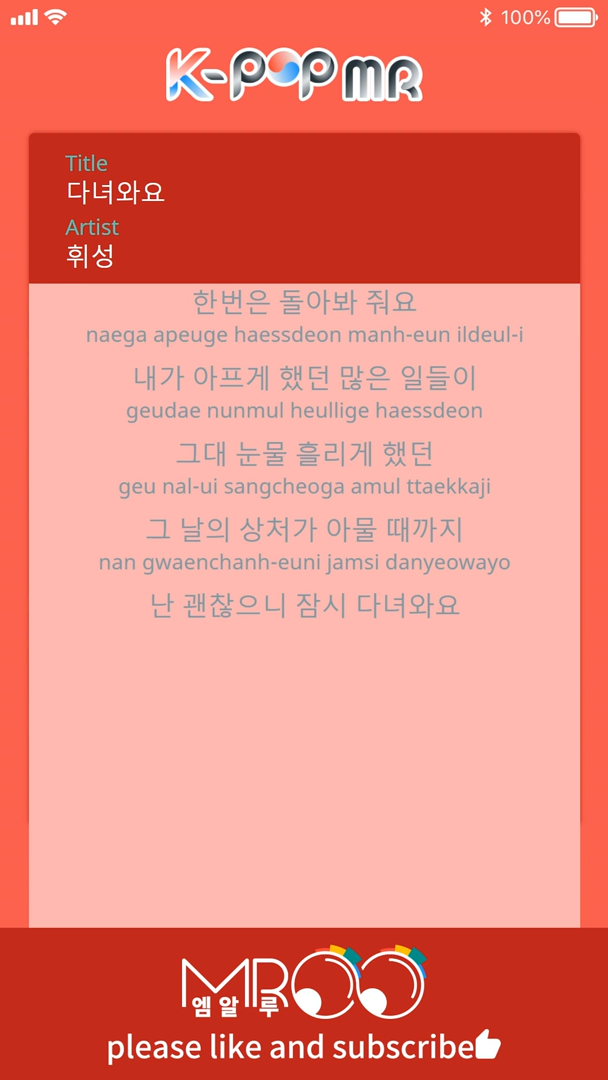 100%
K-POP MR
Title
다녀와요
Artist
휘성
한번은 돌아봐 줘요
naega apeuge haessdeon manh-eun ildeul-i
내가 아프게 했던 많은 일들이
geudae nunmul heullige haessdeon
그대 눈물 흘리게 했던
geu nal-ui sangcheoga amul ttaekkaji
그 날의 상처가 아물 때까지
nan gwaenchanh-euni jamsi danyeowayo
난 괜찮으니 잠시 다녀와요
MROO
엠알루
please like and subscribe